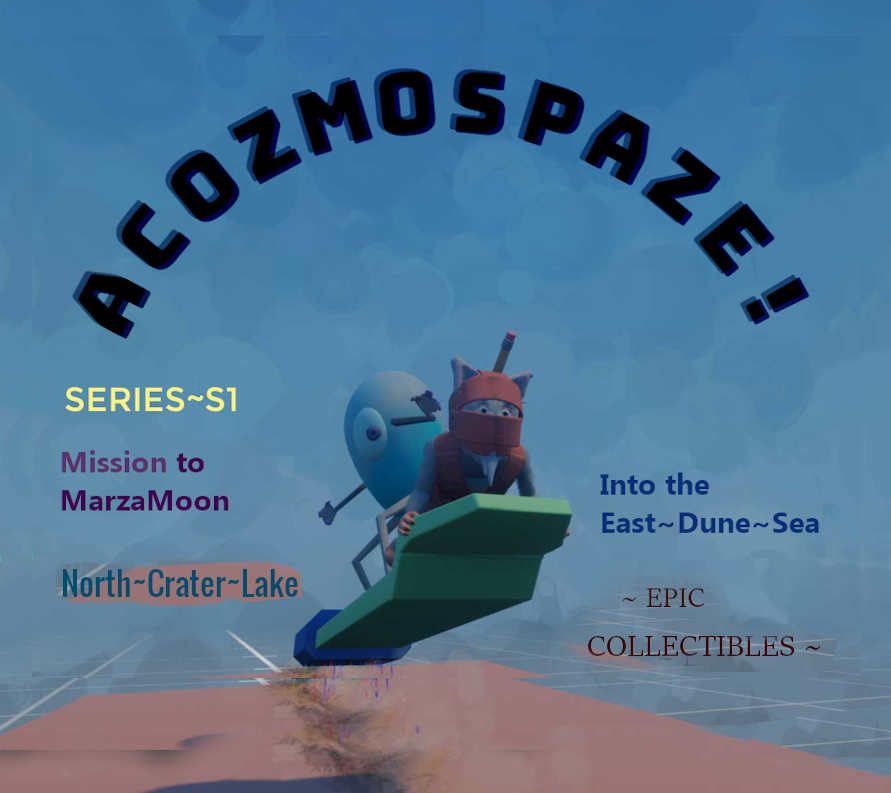 ACOZMOSPAZE!
SERIES~S1
Mission to
MarzaMoon
North~Crater~Lake
Into the
East~Dune~Sea
~ EPIC
COLLECTIBLES ~